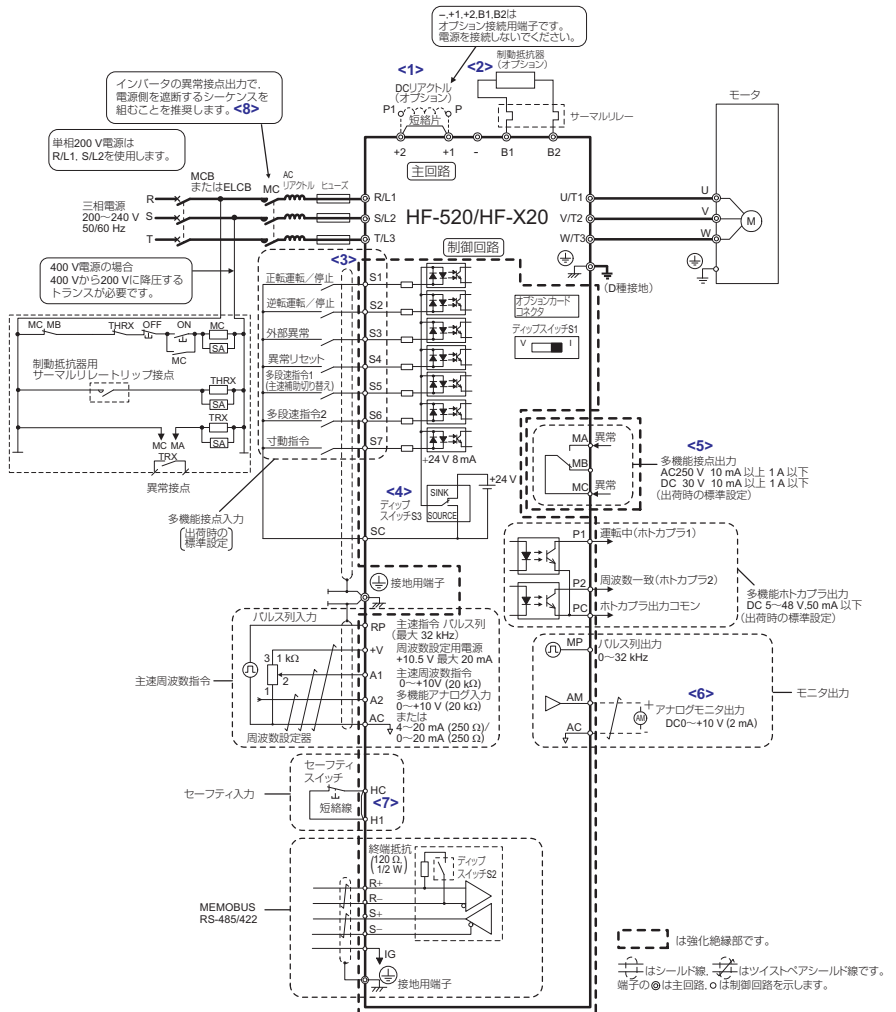 −,+1,+2,B1,B2は
オプション接続用端子です。
電源を接続しないでください。
<1>
DCリアクトル
(オプション)
<2>
制動抵抗器
(オプション)
P1
P
短絡片
サーマルリレー
モータ
インバータの異常接点出力で,
電源側を遮断するシーケンスを
組むことを推奨します。<8>
単相200 V電源は
R/L1, S/L2を使用します。
+2
+1
-
B1
B2
主回路
MCB
またはELCB
MC
AC
リアクトル
ヒューズ
三相電源
200〜240 V
50/60 Hz
R
S
T
R/L1
S/L2
T/L3
HF-520/HF-X20
U/T1
V/T2
W/T3
U
V
W
M
制御回路
(D種接地)
400 V電源の場合
400 Vから200 Vに降圧する
トランスが必要です。
MC
MB
THRX
OFF
ON
MC
SA
MC
制動抵抗器用
サーマルリレートリップ接点
THRX
SA
TRX
SA
MC
MA
TRX
異常接点
<3>
正転運転/停止
S1
逆転運転/停止
S2
外部異常
S3
異常リセット
S4
多段速指令1
(主速補助切り替え)
S5
多段速指令2
S6
寸動指令
S7
多機能接点入力
(出荷時の
標準設定)
+24 V 8 mA
+24 V
<4>
ディップ
スイッチS3
SINK
SOURCE
SC
接地用端子
オプションカード
コネクタ
ディップスイッチS1
V
I
MA
異常
MB
MC
異常
<5>
多機能接点出力
AC250 V 10 mA 以上 1 A 以下
DC 30 V 10 mA 以上 1 A 以下
(出荷時の標準設定)
P1
運転中(ホトカプラ1)
P2
周波数一致(ホトカプラ2)
PC
ホトカプラ出力コモン
多機能ホトカプラ出力
DC 5〜48 V,50 mA 以下
(出荷時の標準設定)
MP
パルス列出力
0〜32 kHz
AM
<6>
アナログモニタ出力
DC0〜+10 V (2 mA)
+
−
AM
AC
モニタ出力
主速周波数指令
パルス列入力
3
1 kΩ
2
1
周波数設定器
RP
主速指令 パルス列
(最大 32 kHz)
+V
周波数設定用電源
+10.5 V 最大 20 mA
A1
主速周波数指令
0〜+10V (20 kΩ)
A2
多機能アナログ入力
0〜+10 V (20 kΩ)
AC
または
4〜20 mA (250 Ω)/
0〜20 mA (250 Ω)
セーフティ入力
セーフティ
スイッチ
短絡線
HC
<7>
H1
終端抵抗
(120 Ω,
1/2 W)
ディップ
スイッチS2
MEMOBUS
RS-485/422
R+
R−
S+
S−
IG
接地用端子
は強化絶縁部です。
はシールド線, はツイストペアシールド線です。
端子の◎は主回路,○は制御回路を示します。